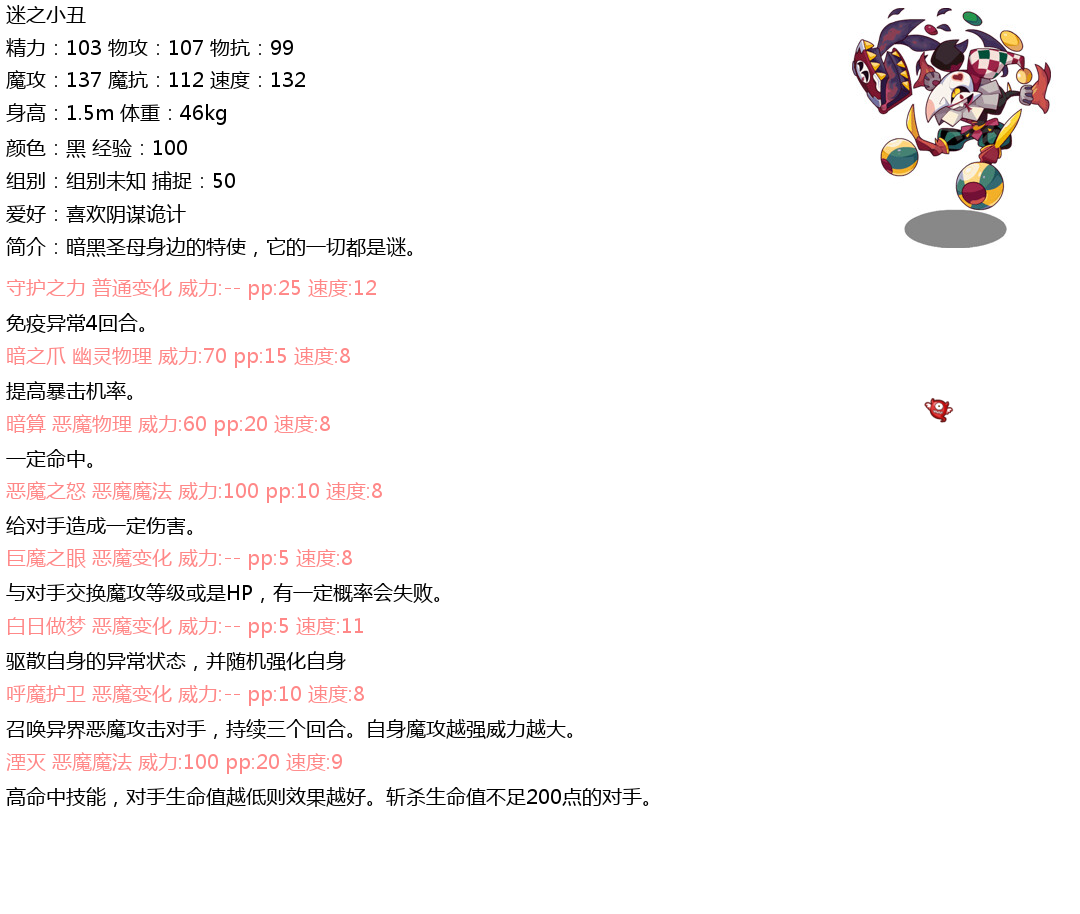 迷之小丑
精力：103 物攻：107 物抗：99
魔攻：137 魔抗：112 速度：132
身高：1.5m 体重：46kg
颜色：黑 经验：100
组别：组别未知 捕捉：50
爱好：喜欢阴谋诡计
简介：暗黑圣母身边的特使，它的一切都是谜。
守护之力 普通变化 威力:-- pp:25 速度:12
免疫异常4回合。
暗之爪 幽灵物理 威力:70 pp:15 速度:8
提高暴击机率。
暗算 恶魔物理 威力:60 pp:20 速度:8
一定命中。
恶魔之怒 恶魔魔法 威力:100 pp:10 速度:8
给对手造成一定伤害。
巨魔之眼 恶魔变化 威力:-- pp:5 速度:8
与对手交换魔攻等级或是HP，有一定概率会失败。
白日做梦 恶魔变化 威力:-- pp:5 速度:11
驱散自身的异常状态，并随机强化自身
呼魔护卫 恶魔变化 威力:-- pp:10 速度:8
召唤异界恶魔攻击对手，持续三个回合。自身魔攻越强威力越大。
湮灭 恶魔魔法 威力:100 pp:20 速度:9
高命中技能，对手生命值越低则效果越好。斩杀生命值不足200点的对手。